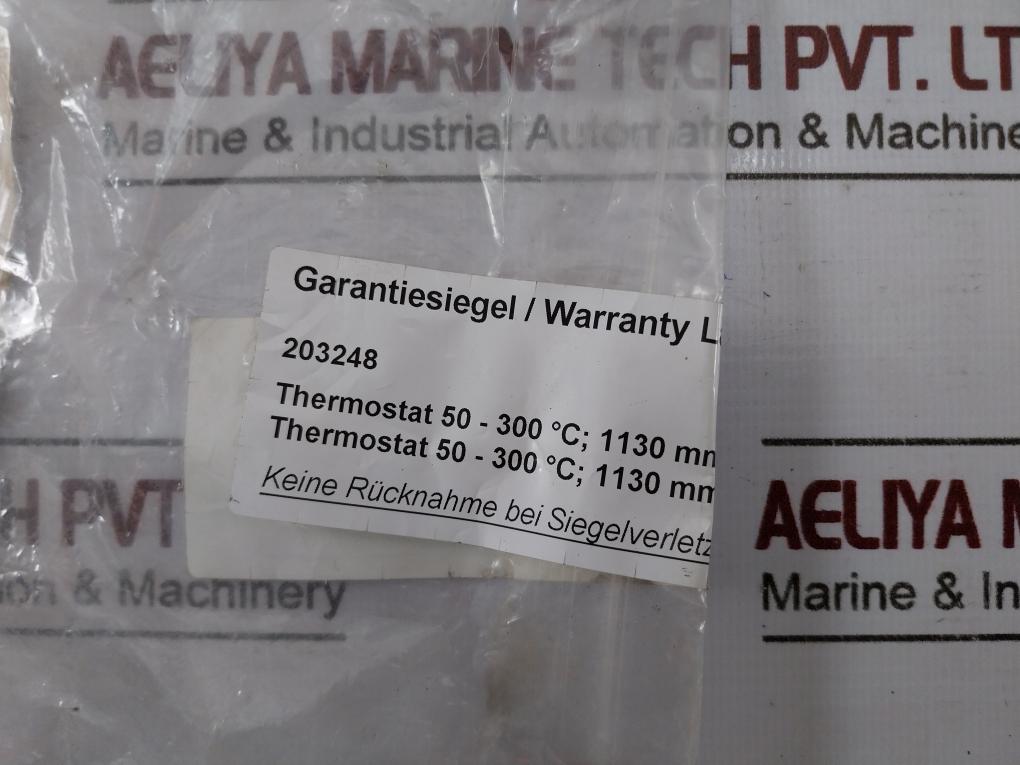 AELIYA MARINE TECH PVT. LT
Marine & Industrial Automation & Machine
Garantiesiegel / Warranty L
203248
Thermostat 50 - 300 °C; 1130 mm
Thermostat 50 - 300 °C; 1130 mm
Keine Rücknahme bei Siegelverletz
H PVT
AELIYA M
on & Machinery
Marine & In